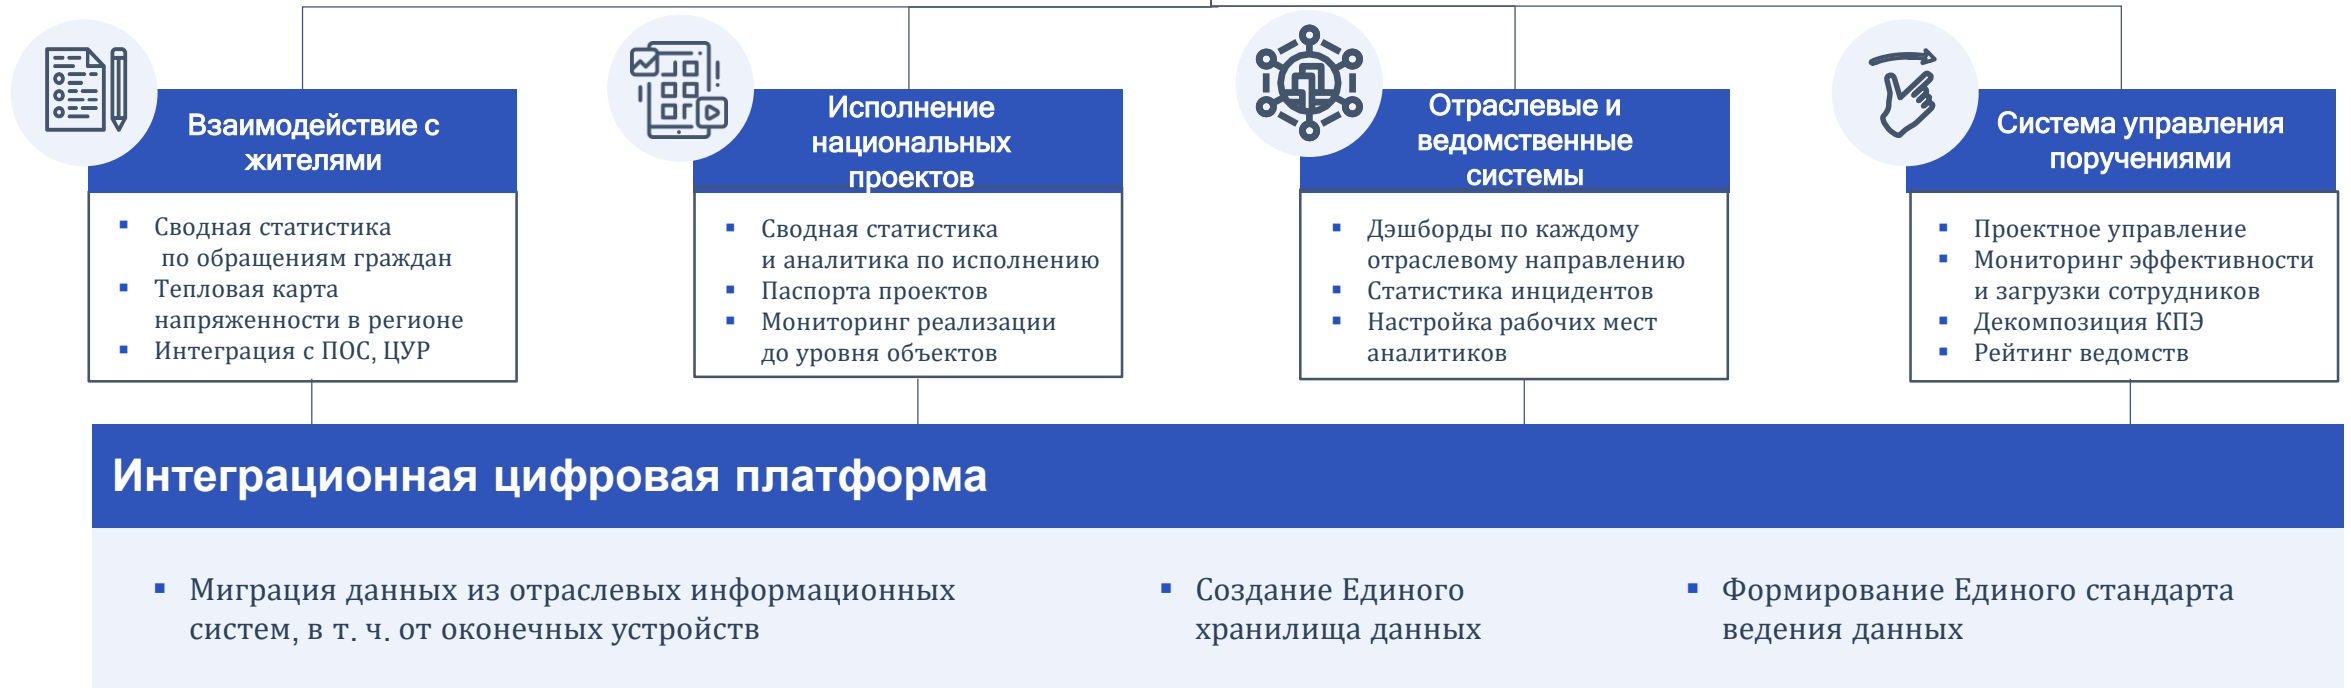 Взаимодействие с
жителями
Сводная статистика
по обращениям граждан
Тепловая карта
напряженности в регионе
Интеграция с ПОС, ЦУР
Исполнение
национальных
проектов
Сводная статистика
и аналитика по исполнению
Паспорта проектов
Мониторинг реализации
до уровня объектов
Отраслевые и
ведомственные
системы
Дэшборды по каждому
отраслевому направлению
Статистика инцидентов
Настройка рабочих мест
аналитиков
Система управления
поручениями
Проектное управление
Мониторинг эффективности
и загрузки сотрудников
Декомпозиция КПЭ
Рейтинг ведомств
Интеграционная цифровая платформа
Миграция данных из отраслевых информационных
систем, в т. ч. от оконечных устройств
Создание Единого
хранилища данных
Формирование Единого стандарта
ведения данных